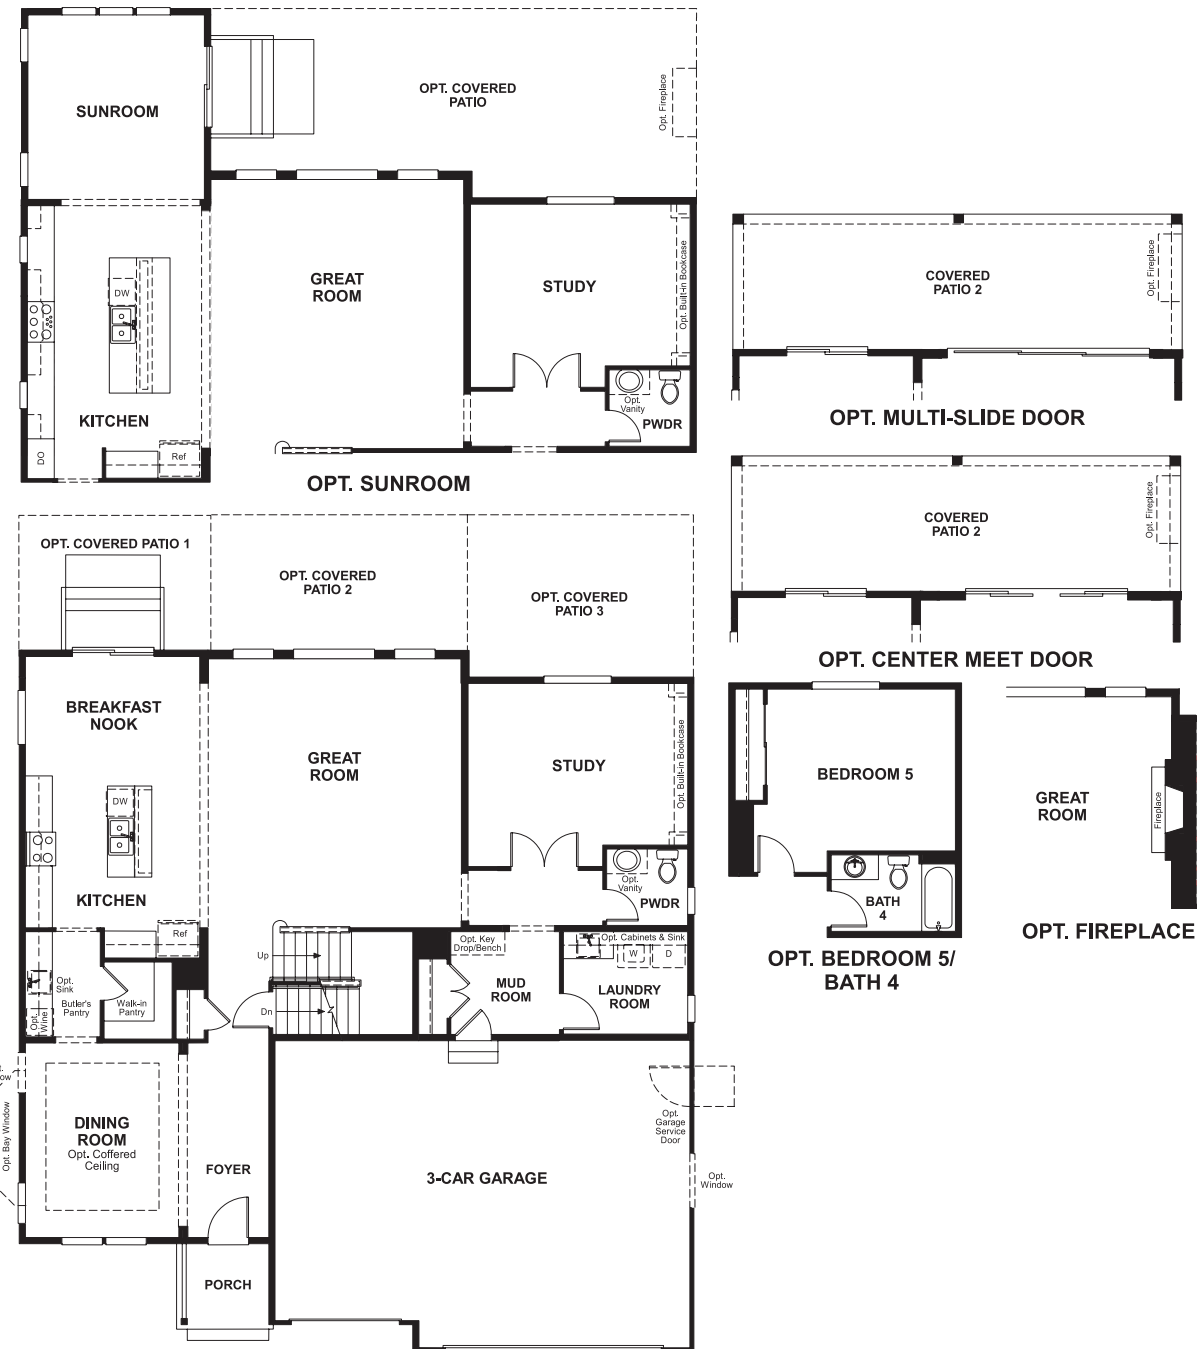 SUNROOM
OPT. COVERED
PATIO
Opt. Fireplace
GREAT
ROOM
STUDY
Opt. Built-in Bookcase
DW
KITCHEN
Opt.
Vanity
PWDR
DO
Ref
OPT. SUNROOM
COVERED
PATIO 2
Opt. Fireplace
OPT. MULTI-SLIDE DOOR
COVERED
PATIO 2
Opt. Fireplace
OPT. CENTER MEET DOOR
OPT. COVERED PATIO 1
OPT. COVERED
PATIO 2
OPT. COVERED
PATIO 3
BREAKFAST
NOOK
GREAT
ROOM
STUDY
Opt. Built-in Bookcase
DW
KITCHEN
Opt.
Vanity
PWDR
Ref
Up
Dn
Opt. Key
Drop/Bench
Opt. Cabinets & Sink
W
D
MUD
ROOM
LAUNDRY
ROOM
Opt.
Sink
Butler's
Pantry
Walk-in
Pantry
Opt.
Wine
Opt. Bay Window
DINING
ROOM
Opt. Coffered
Ceiling
FOYER
PORCH
3-CAR GARAGE
Opt.
Garage
Service
Door
Opt.
Window
BEDROOM 5
BATH
4
OPT. BEDROOM 5/
BATH 4
GREAT
ROOM
Fireplace
OPT. FIREPLACE